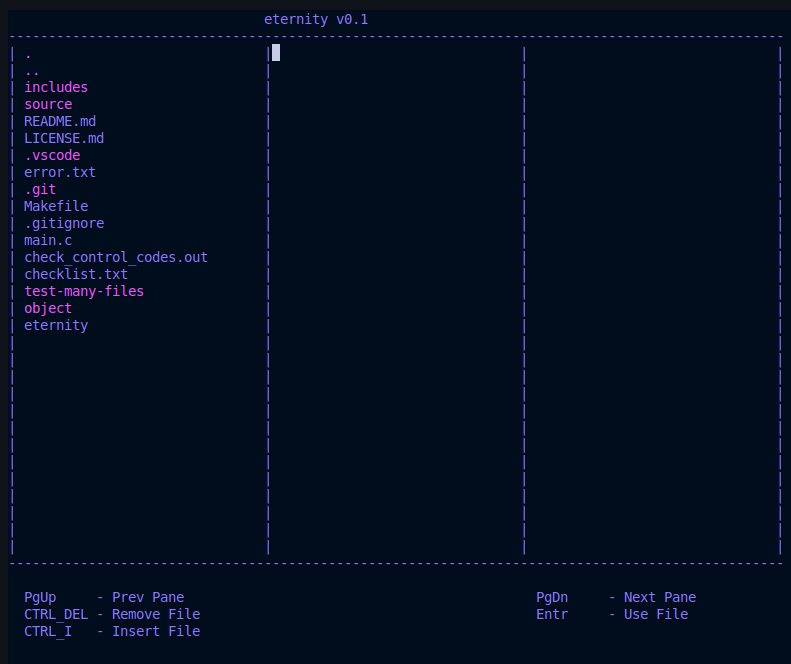 eternity v0.1
.
..
includes
source
README.md
LICENSE.md
.vscode
error.txt
.git
Makefile
.gitignore
main.c
check_control_codes.out
checklist.txt
test-many-files
object
eternity
PgUp - Prev Pane PgDn - Next Pane
CTRL_DEL - Remove File Entr - Use File
CTRL_I - Insert File